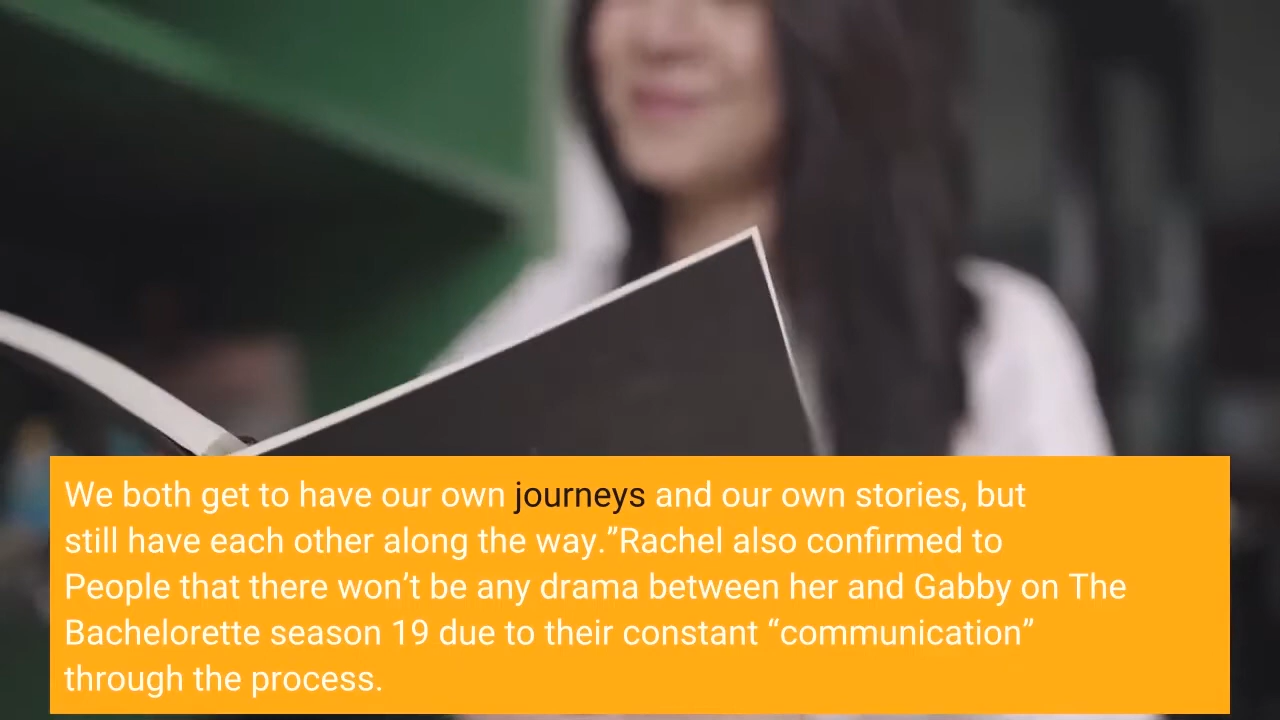 We both get to have our own journeys and our own stories, but
still have each other along the way.”Rachel also confirmed to
People that there won’t be any drama between her and Gabby on The
Bachelorette season 19 due to their constant “communication”
through the process.